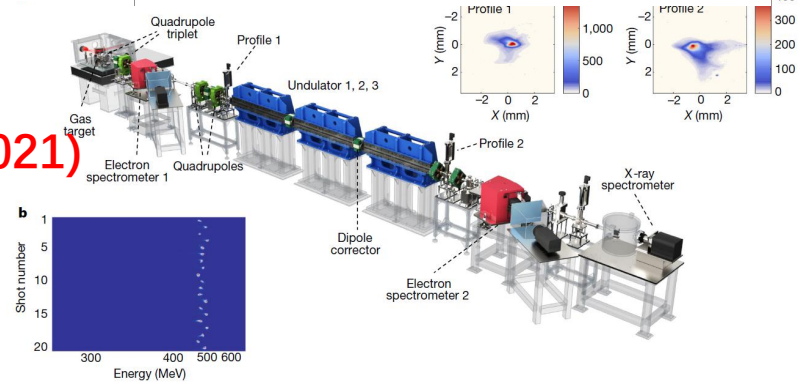 Quadrupole
triplet
Profile 1
Undulator 1, 2, 3
Gas
target
Electron
spectrometer 1
Quadrupoles
Profile 2
X-ray
spectrometer
Dipole
corrector
Electron
spectrometer 2
021)
Profile 1
Y (mm)
−2
0
2
−2 0 2
X (mm)
1,000
500
0
Profile 2
Y (mm)
−2
0
2
−2 0 2
X (mm)
300
200
100
0
b
Shot number
1
5
10
15
20
300 400 500 600
Energy (MeV)